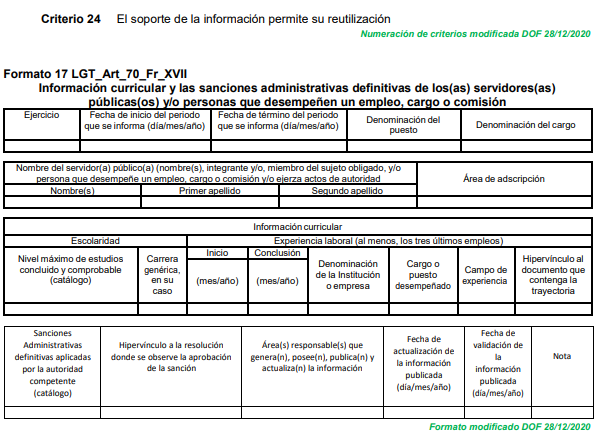 Criterio 24 El soporte de la información permite su reutilización
Numeración de criterios modificada DOF 28/12/2020
Formato 17 LGT_Art_70_Fr_XVII
Información curricular y las sanciones administrativas definitivas de los(as) servidores(as)
públicas(os) y/o personas que desempeñen un empleo, cargo o comisión
Ejercicio
Fecha de inicio del periodo
que se informa (día/mes/año)
Fecha de término del periodo
que se informa (día/mes/año)
Denominación del
puesto
Denominación del cargo
Nombre del servidor(a) público(a) (nombre(s), integrante y/o, miembro del sujeto obligado, y/o
persona que desempeñe un empleo, cargo o comisión y/o ejerza actos de autoridad
Nombre(s)
Primer apellido
Segundo apellido
Área de adscripción
Información curricular
Escolaridad
Experiencia laboral (al menos, los tres últimos empleos)
Nivel máximo de estudios
concluido y comprobable
(catálogo)
Carrera
genérica,
en su
caso
Inicio
(mes/año)
Conclusión
(mes/año)
Denominación
de la Institución
o empresa
Cargo o
puesto
desempeñado
Campo de
experiencia
Hipervínculo al
documento que
contenga la
trayectoria
Sanciones
Administrativas
definitivas aplicadas
por la autoridad
competente
(catálogo)
Hipervínculo a la resolución
donde se observe la aprobación
de la sanción
Área(s) responsable(s) que
genera(n), posee(n), publica(n) y
actualiza(n) la información
Fecha de
actualización de
la información
publicada
(día/mes/año)
Fecha de
validación de
la
información
publicada
(día/mes/año)
Nota
Formato modificado DOF 28/12/2020